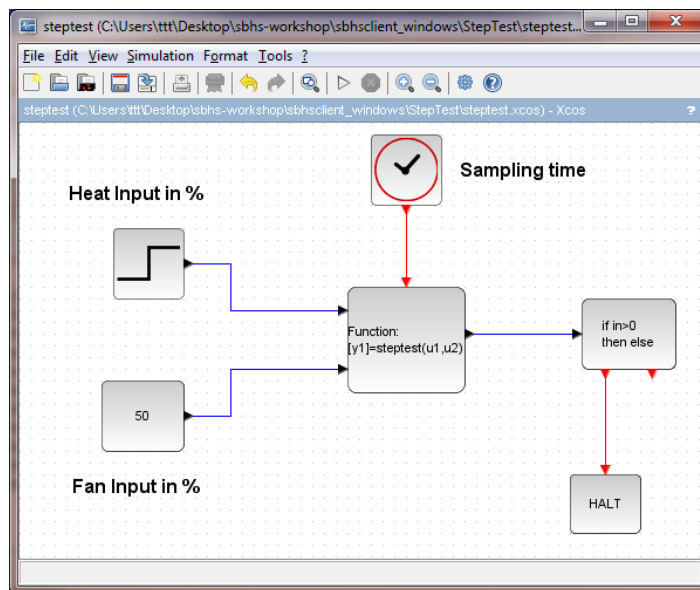 steptest (C:\Users\ttt\Desktop\sbhs-workshop\sbhsclient_windows\StepTest\steptest...
File Edit View Simulation Format Tools ?
steptest (C:\Users\ttt\Desktop\sbhs-workshop\sbhsclient_windows\StepTest\steptest.xcos) - Xcos
?
Sampling time
Heat Input in %
Function:
[y1]=steptest(u1,u2)
if in>0
then else
50
Fan Input in %
HALT